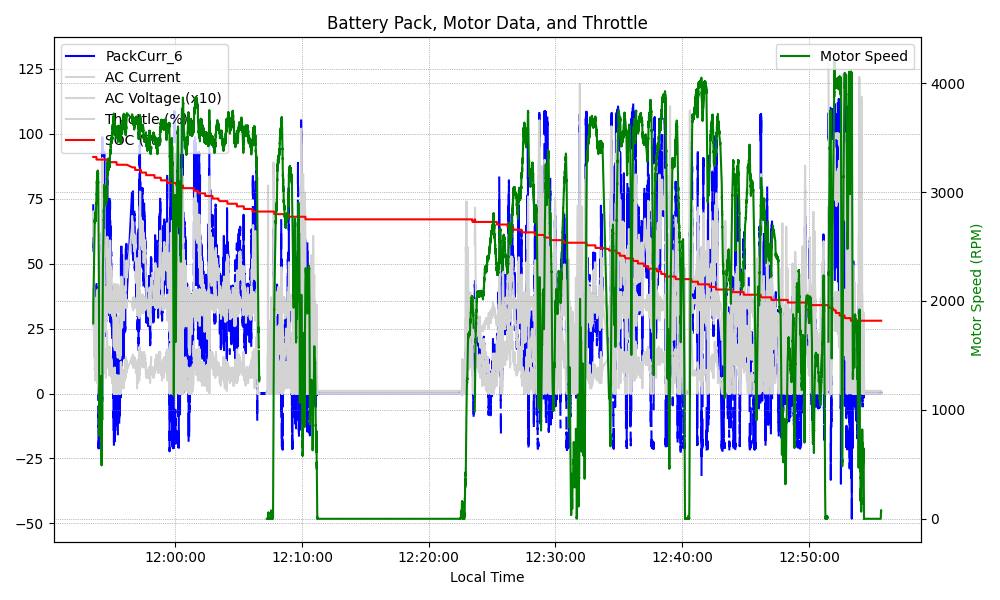 Battery Pack, Motor Data, and Throttle
PackCurr_6
AC Current
AC Voltage (x10)
Throttle (%)
SOC
Motor Speed
125
100
75
50
25
0
−25
−50
4000
3000
2000
1000
0
Motor Speed (RPM)
12:00:00
12:10:00
12:20:00
12:30:00
12:40:00
12:50:00
Local Time